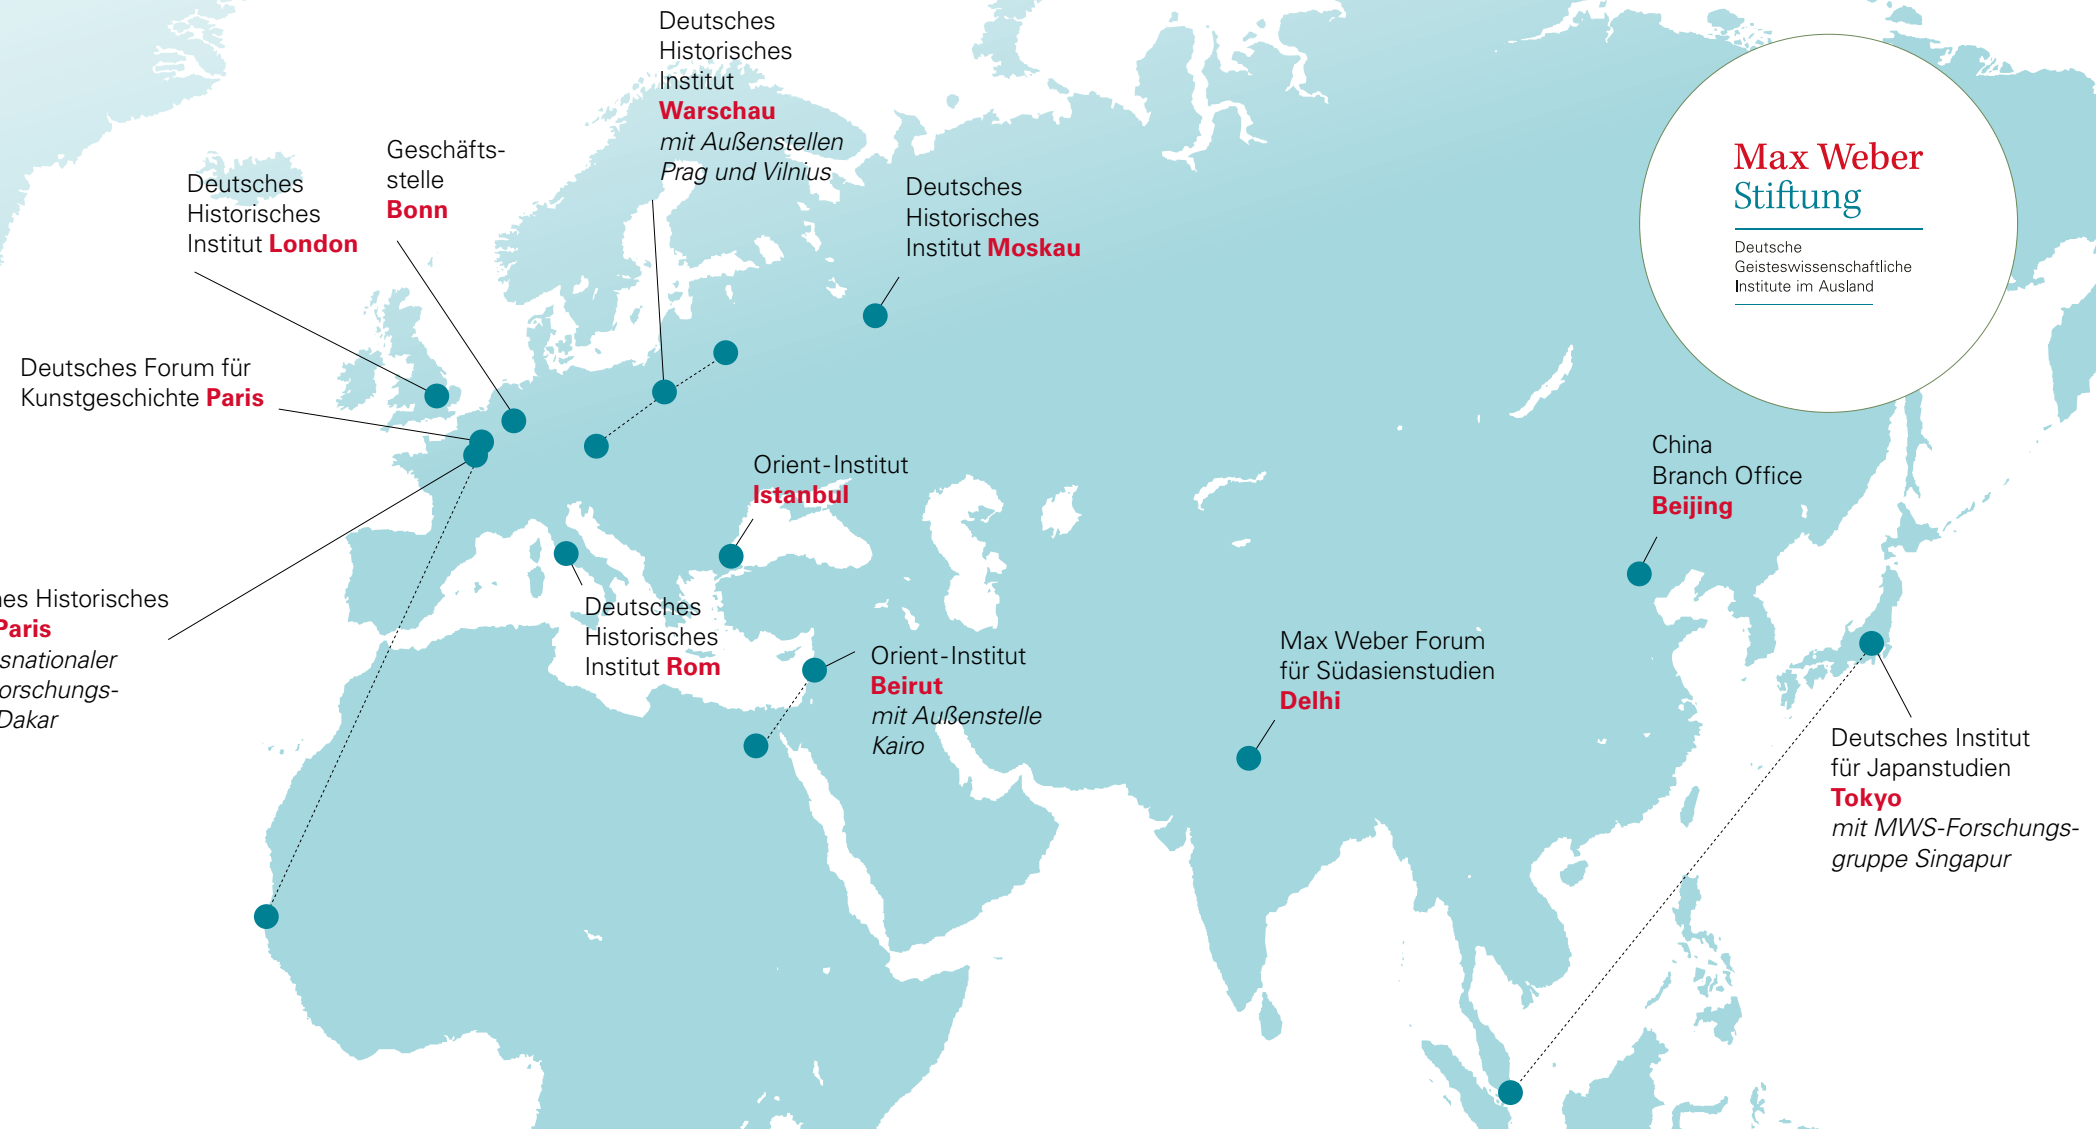 Deutsches
Historisches
Institut
Warschau
mit Außenstellen
Prag und Vilnius
Geschäfts-
stelle
Bonn
Deutsches
Historisches
Institut London
Deutsches
Historisches
Institut Moskau
Max Weber
Stiftung
Deutsche
Geisteswissenschaftliche
Institute im Ausland
Deutsches Forum für
Kunstgeschichte Paris
Orient-Institut
Istanbul
China
Branch Office
Beijing
Historisches
Paris
Dakar
Deutsches
Historisches
Institut Rom
Orient-Institut
Beirut
mit Außenstelle
Kairo
Max Weber Forum
für Südasienstudien
Delhi
Deutsches Institut
für Japanstudien
Tokyo
mit MWS-Forschungs-
gruppe Singapur